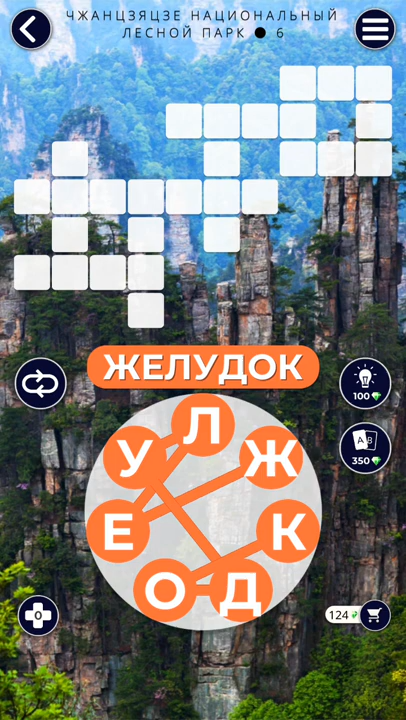 ЧЖАНЦЗЯЦЗЕ НАЦИОНАЛЬНЫЙ
ЛЕСНОЙ ПАРК ● 6
ЖЕЛУДОК
100
A B
350
Л
У
Ж
Е
К
О
Д
0
124